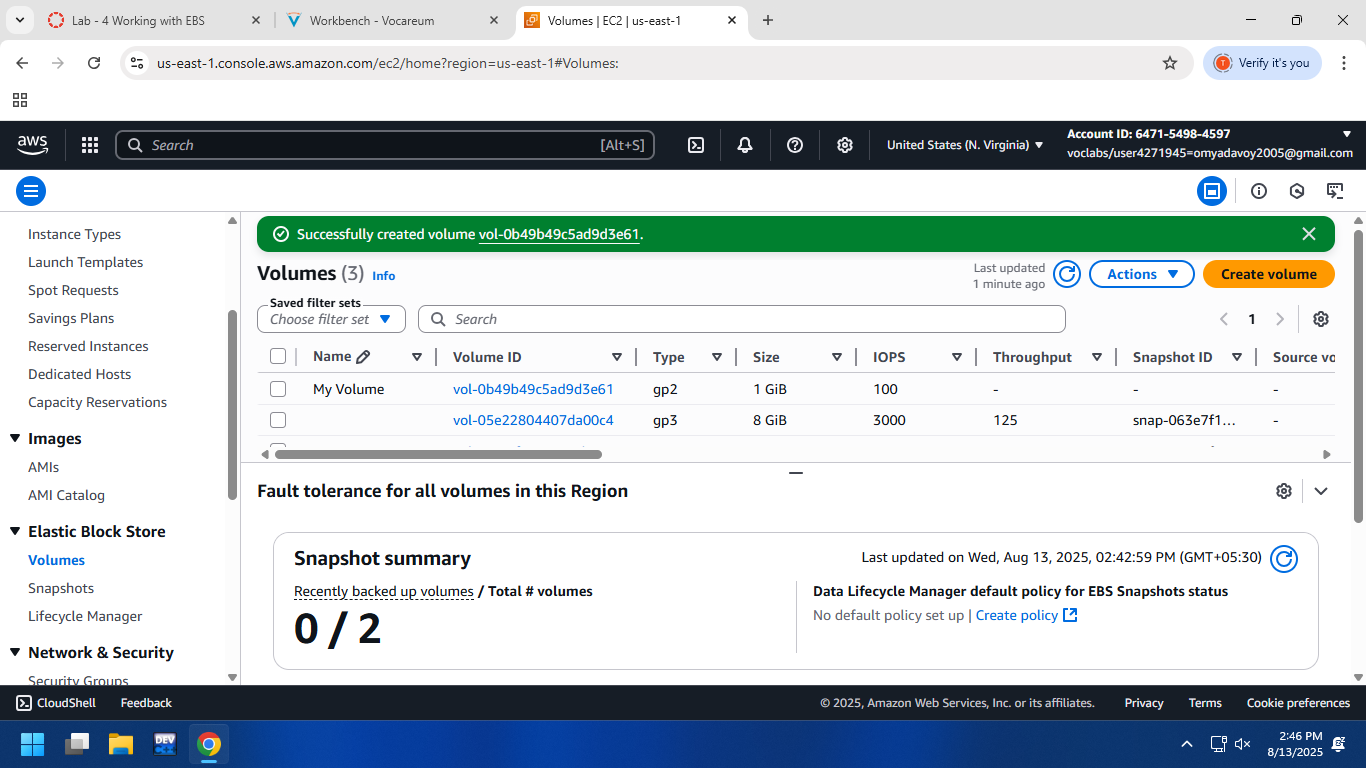 Lab - 4 Working with EBS
Workbench - Vocareum
Volumes | EC2 | us-east-1
us-east-1.console.aws.amazon.com/ec2/home?region=us-east-1#Volumes:
Verify it's you
aws
Search [Alt+S]
United States (N. Virginia)
Account ID: 6471-5498-4597
voclabs/user4271945=omyadavoy2005@gmail.com
Instance Types
Launch Templates
Spot Requests
Savings Plans
Reserved Instances
Dedicated Hosts
Capacity Reservations
Images
AMIs
AMI Catalog
Elastic Block Store
Volumes
Snapshots
Lifecycle Manager
Network & Security
Security Groups
Successfully created volume vol-0b49b49c5ad9d3e61.
Volumes (3) Info
Last updated
1 minute ago
Actions
Create volume
Saved filter sets
Choose filter set
Search
1
Name Volume ID Type Size IOPS Throughput Snapshot ID Source vo
My Volume vol-0b49b49c5ad9d3e61 gp2 1 GiB 100 - - -
vol-05e22804407da00c4 gp3 8 GiB 3000 125 snap-063e7f1... -
Fault tolerance for all volumes in this Region
Snapshot summary
Last updated on Wed, Aug 13, 2025, 02:42:59 PM (GMT+05:30)
Recently backed up volumes / Total # volumes
0 / 2
Data Lifecycle Manager default policy for EBS Snapshots status
No default policy set up | Create policy
CloudShell
Feedback
© 2025, Amazon Web Services, Inc. or its affiliates.
Privacy
Terms
Cookie preferences
DEV
2:46 PM
8/13/2025